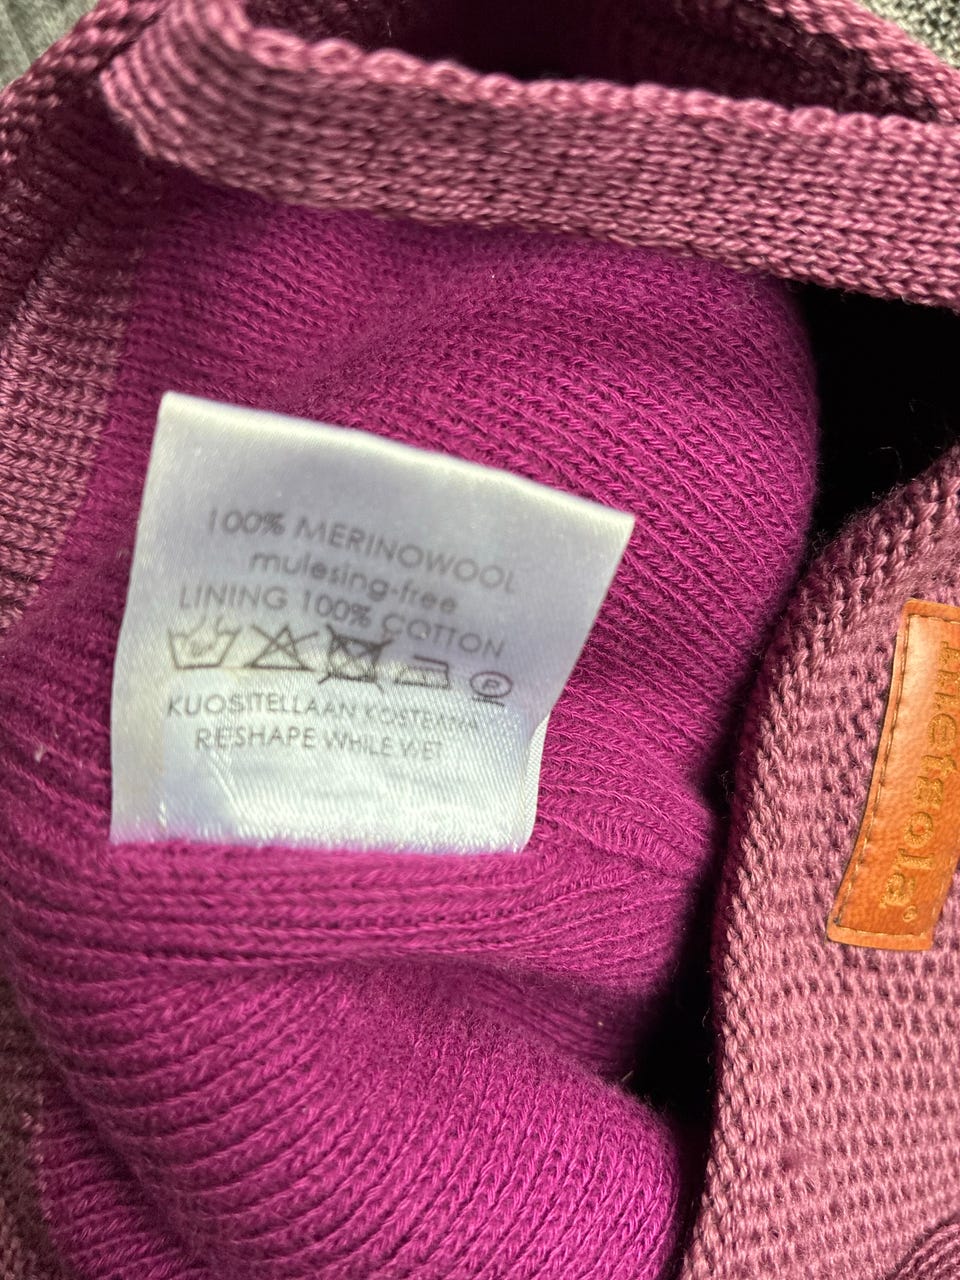 100% MERINOWOOL
mulesing-free
LINING 100% COTTON
P
KUOSITELLAAN KOSTEANA
RESHAPE WHILE WET